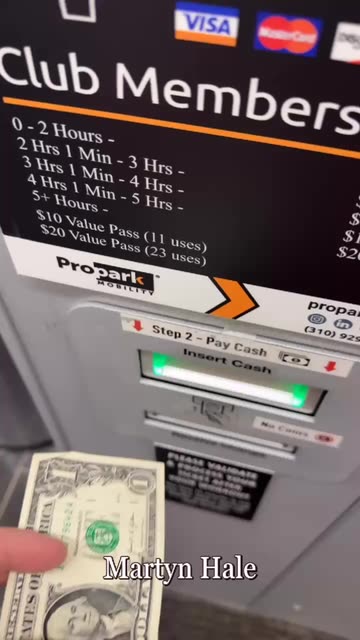 VISA
MasterCard
Club Members
0 - 2 Hours -
2 Hrs 1 Min - 3 Hrs -
3 Hrs 1 Min - 4 Hrs -
4 Hrs 1 Min - 5 Hrs -
5+ Hours -
$10 Value Pass (11 uses)
$20 Value Pass (23 uses)
Propark
MOBILITY
(310) 929
Step 2 - Pay Cash
Insert Cash
No Coins
PLEASE VALIDATE
Martyn Hale